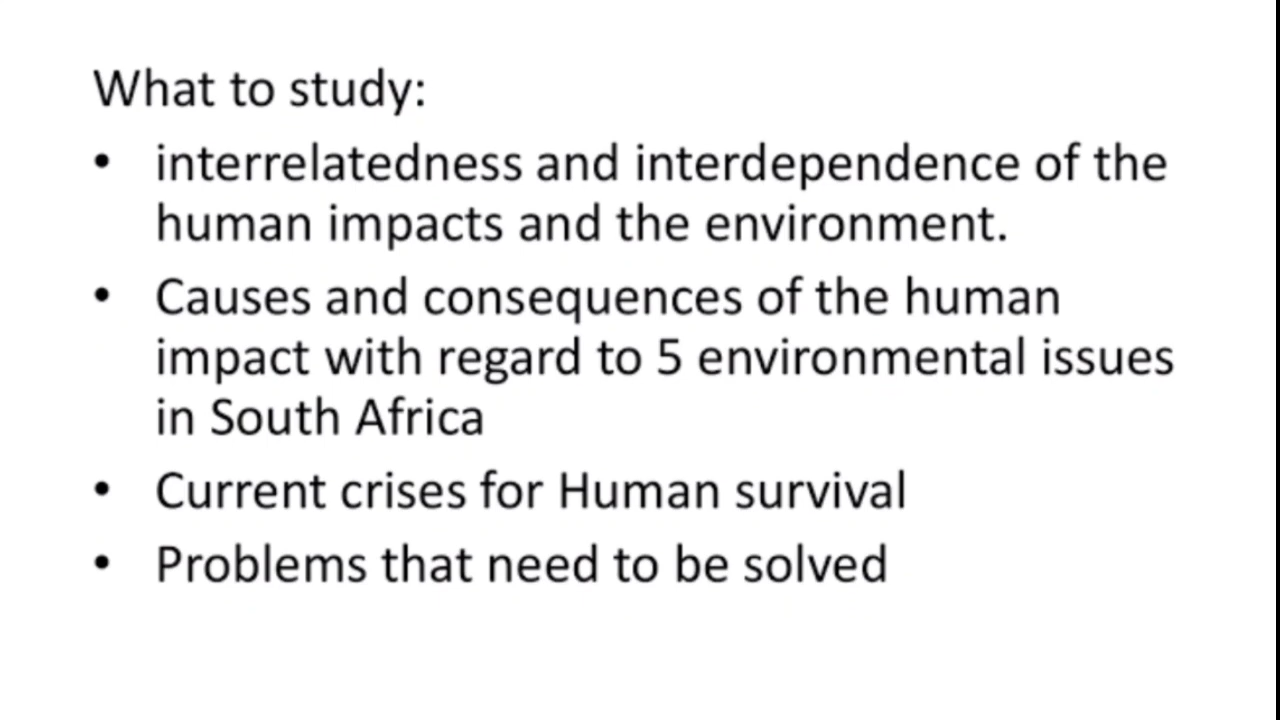 What to study:
• interrelatedness and interdependence of the
human impacts and the environment.
• Causes and consequences of the human
impact with regard to 5 environmental issues
in South Africa
• Current crises for Human survival
• Problems that need to be solved